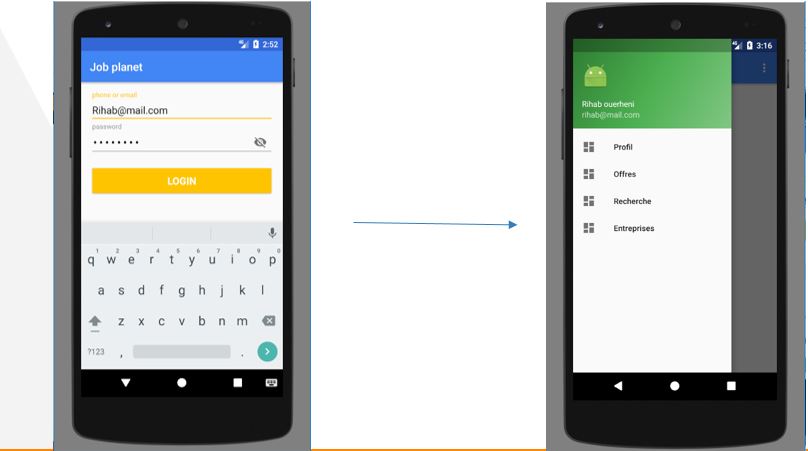 2:52
Job planet
phone or email
Rihab@mail.com
password
LOGIN
1 2 3 4 5 6 7 8 9 0
q w e r t y u i o p
a s d f g h j k l
z x c v b n m
?123 , .
3:16
Rihab ouerheni
rihab@mail.com
Profil
Offres
Recherche
Entreprises